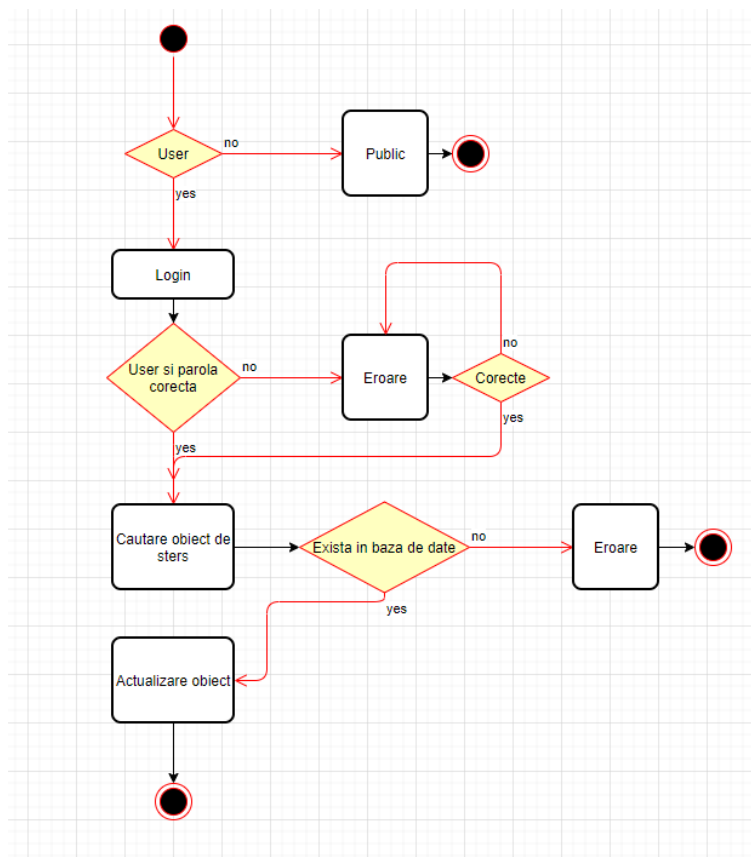 User
no
Public
yes
Login
User si parola
corecta
no
Eroare
Corecte
no
yes
yes
Cautare obiect de
sters
Exista in baza de date
no
Eroare
yes
Actualizare obiect